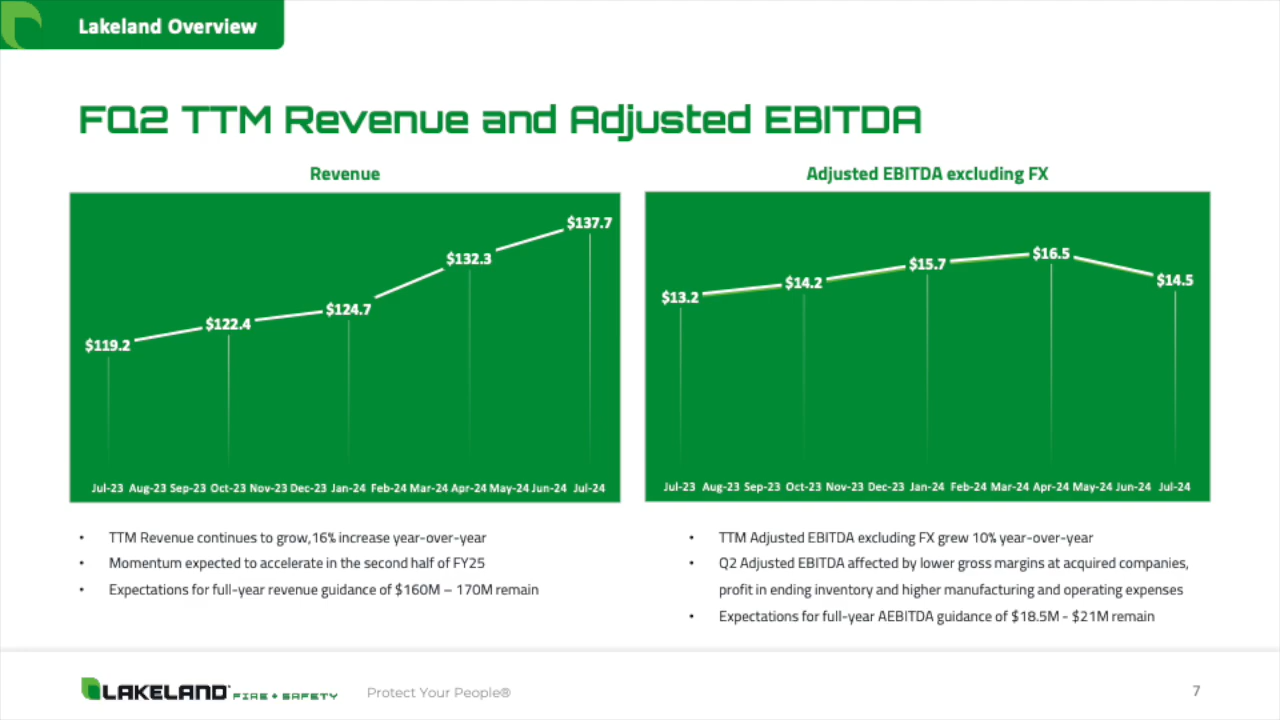 Lakeland Overview
FQ2 TTM Revenue and Adjusted EBITDA
Revenue
$119.2
$122.4
$124.7
$132.3
$137.7
Jul-23 Aug-23 Sep-23 Oct-23 Nov-23 Dec-23 Jan-24 Feb-24 Mar-24 Apr-24 May-24 Jun-24 Jul-24
• TTM Revenue continues to grow,16% increase year-over-year
• Momentum expected to accelerate in the second half of FY25
• Expectations for full-year revenue guidance of $160M – 170M remain
Adjusted EBITDA excluding FX
$13.2
$14.2
$15.7
$16.5
$14.5
Jul-23 Aug-23 Sep-23 Oct-23 Nov-23 Dec-23 Jan-24 Feb-24 Mar-24 Apr-24 May-24 Jun-24 Jul-24
• TTM Adjusted EBITDA excluding FX grew 10% year-over-year
• Q2 Adjusted EBITDA affected by lower gross margins at acquired companies,
profit in ending inventory and higher manufacturing and operating expenses
• Expectations for full-year AEBITDA guidance of $18.5M - $21M remain
LAKELAND FIRE + SAFETY
Protect Your People®
7